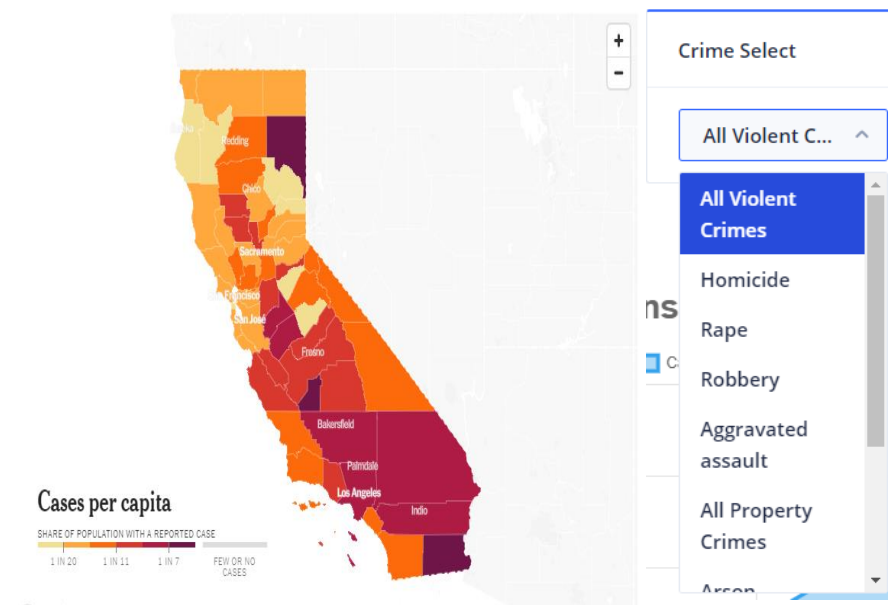 +
-
Redding
Chico
Sacramento
Francisco
San José
Fresno
Bakersfield
Palmdale
Los Angeles
Indio
Cases per capita
SHARE OF POPULATION WITH A REPORTED CASE
1 IN 20
1 IN 11
1 IN 7
FEW OR NO
CASES
Crime Select
All Violent C...
All Violent
Crimes
Homicide
Rape
Robbery
Aggravated
assault
All Property
Crimes
Arson
ns